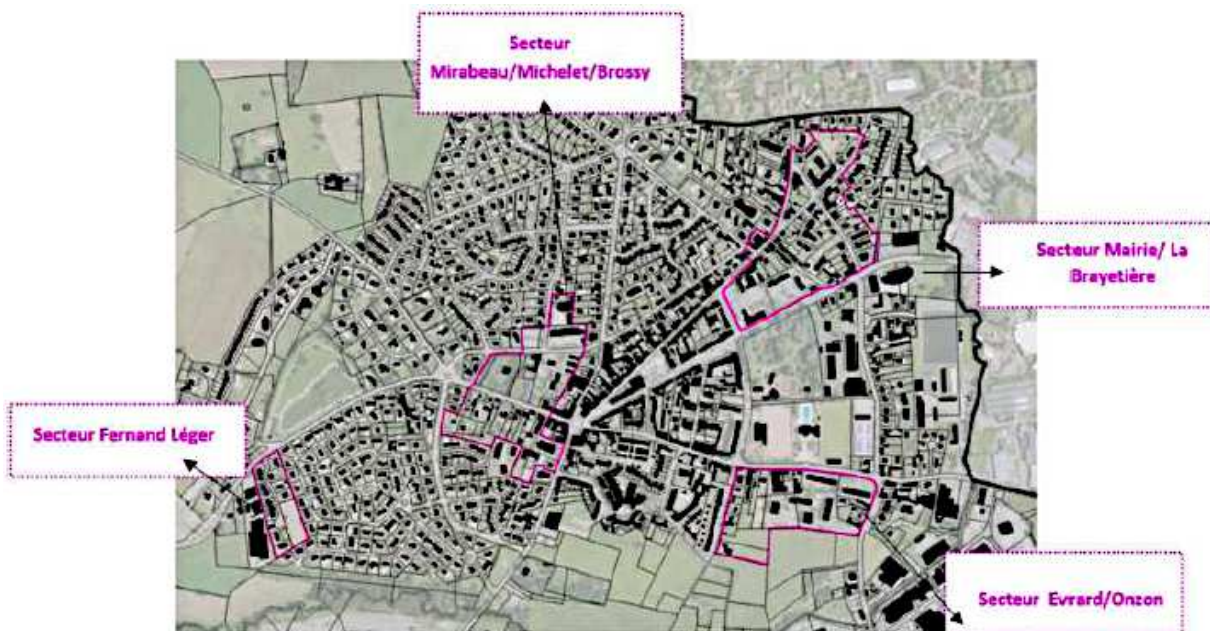 Secteur
Mirabeau/Michelet/Brossy
Secteur Mairie/ La
Brayetière
Secteur Fernand Léger
Secteur Evrard/Onzon